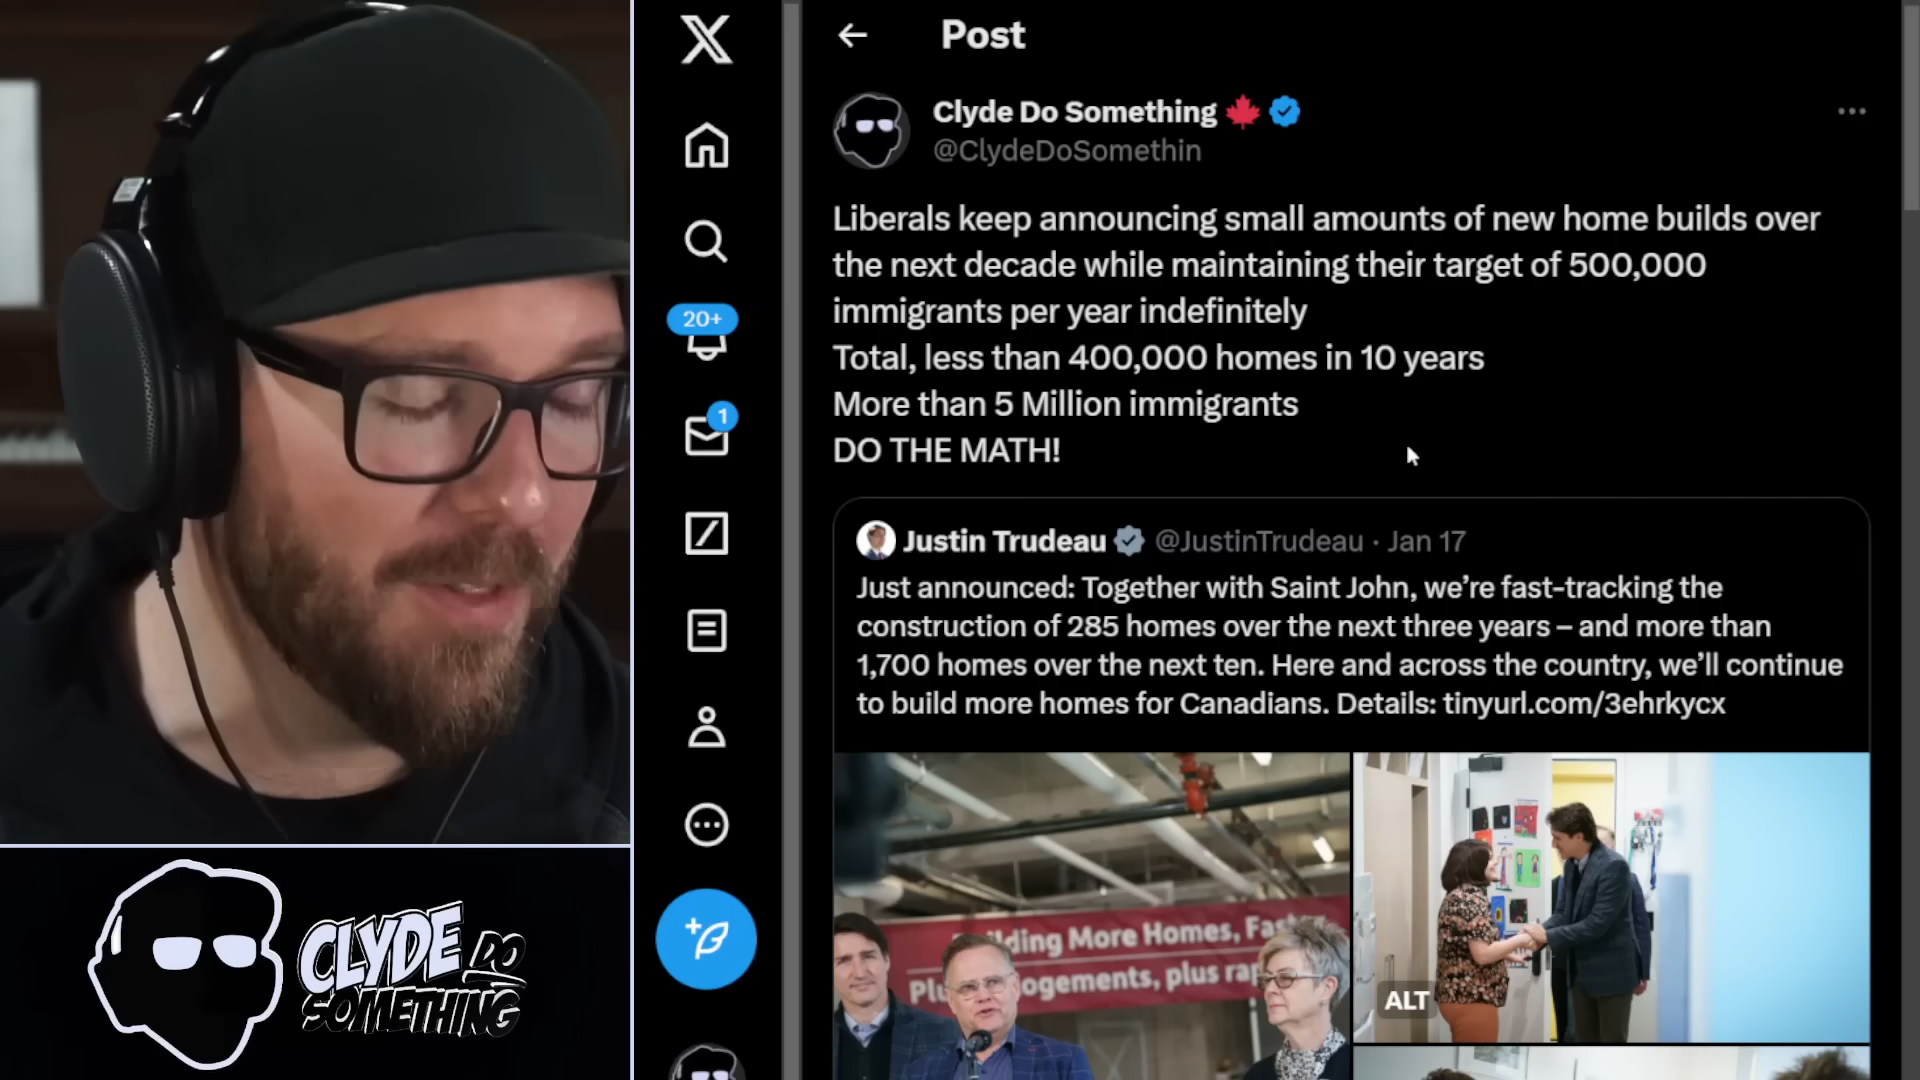 Post
Clyde Do Something
@ClydeDoSomethin
Liberals keep announcing small amounts of new home builds over
the next decade while maintaining their target of 500,000
immigrants per year indefinitely
Total, less than 400,000 homes in 10 years
More than 5 Million immigrants
DO THE MATH!
Justin Trudeau @JustinTrudeau · Jan 17
Just announced: Together with Saint John, we’re fast-tracking the
construction of 285 homes over the next three years – and more than
1,700 homes over the next ten. Here and across the country, we’ll continue
to build more homes for Canadians. Details: tinyurl.com/3ehrkycx
More Homes,
plus
ALT
20+
1
CLYDE DO
SOMETHING